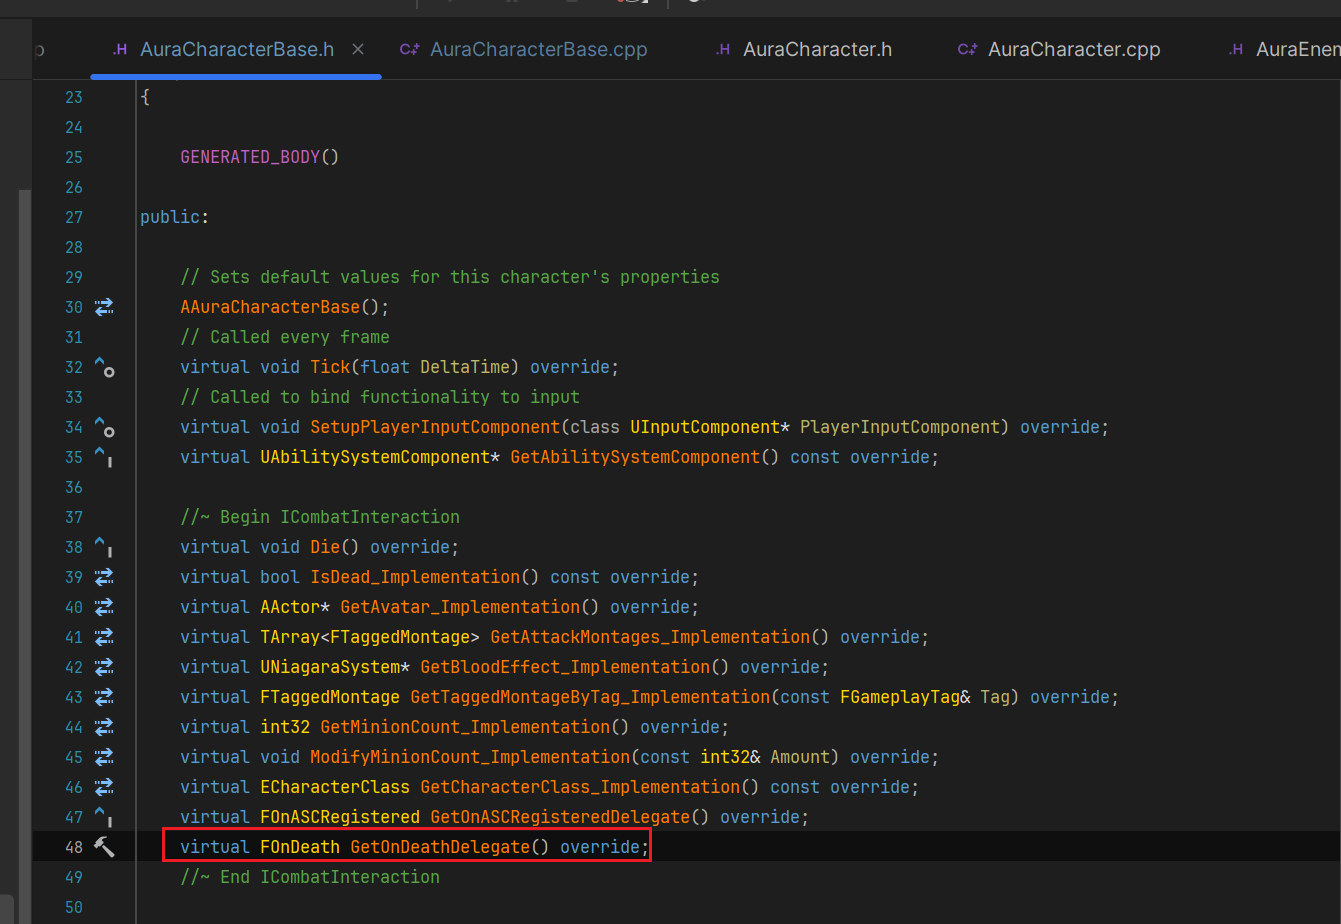 p .H AuraCharacterBase.h × C++ AuraCharacterBase.cpp .H AuraCharacter.h C++ AuraCharacter.cpp .H AuraEnem
23 {
24
25 GENERATED_BODY()
26
27 public:
28
29 // Sets default values for this character's properties
30 AAuraCharacterBase();
31 // Called every frame
32 virtual void Tick(float DeltaTime) override;
33 // Called to bind functionality to input
34 virtual void SetupPlayerInputComponent(class UInputComponent* PlayerInputComponent) override;
35 virtual UAbilitySystemComponent* GetAbilitySystemComponent() const override;
36
37 //~ Begin ICombatInteraction
38 virtual void Die() override;
39 virtual bool IsDead_Implementation() const override;
40 virtual AActor* GetAvatar_Implementation() override;
41 virtual TArray<FTaggedMontage> GetAttackMontages_Implementation() override;
42 virtual UNiagaraSystem* GetBloodEffect_Implementation() override;
43 virtual FTaggedMontage GetTaggedMontageByTag_Implementation(const FGameplayTag& Tag) override;
44 virtual int32 GetMinionCount_Implementation() override;
45 virtual void ModifyMinionCount_Implementation(const int32& Amount) override;
46 virtual ECharacterClass GetCharacterClass_Implementation() const override;
47 virtual FOnASCRegistered GetOnASCRegisteredDelegate() override;
48 virtual FOnDeath GetOnDeathDelegate() override;
49 //~ End ICombatInteraction
50